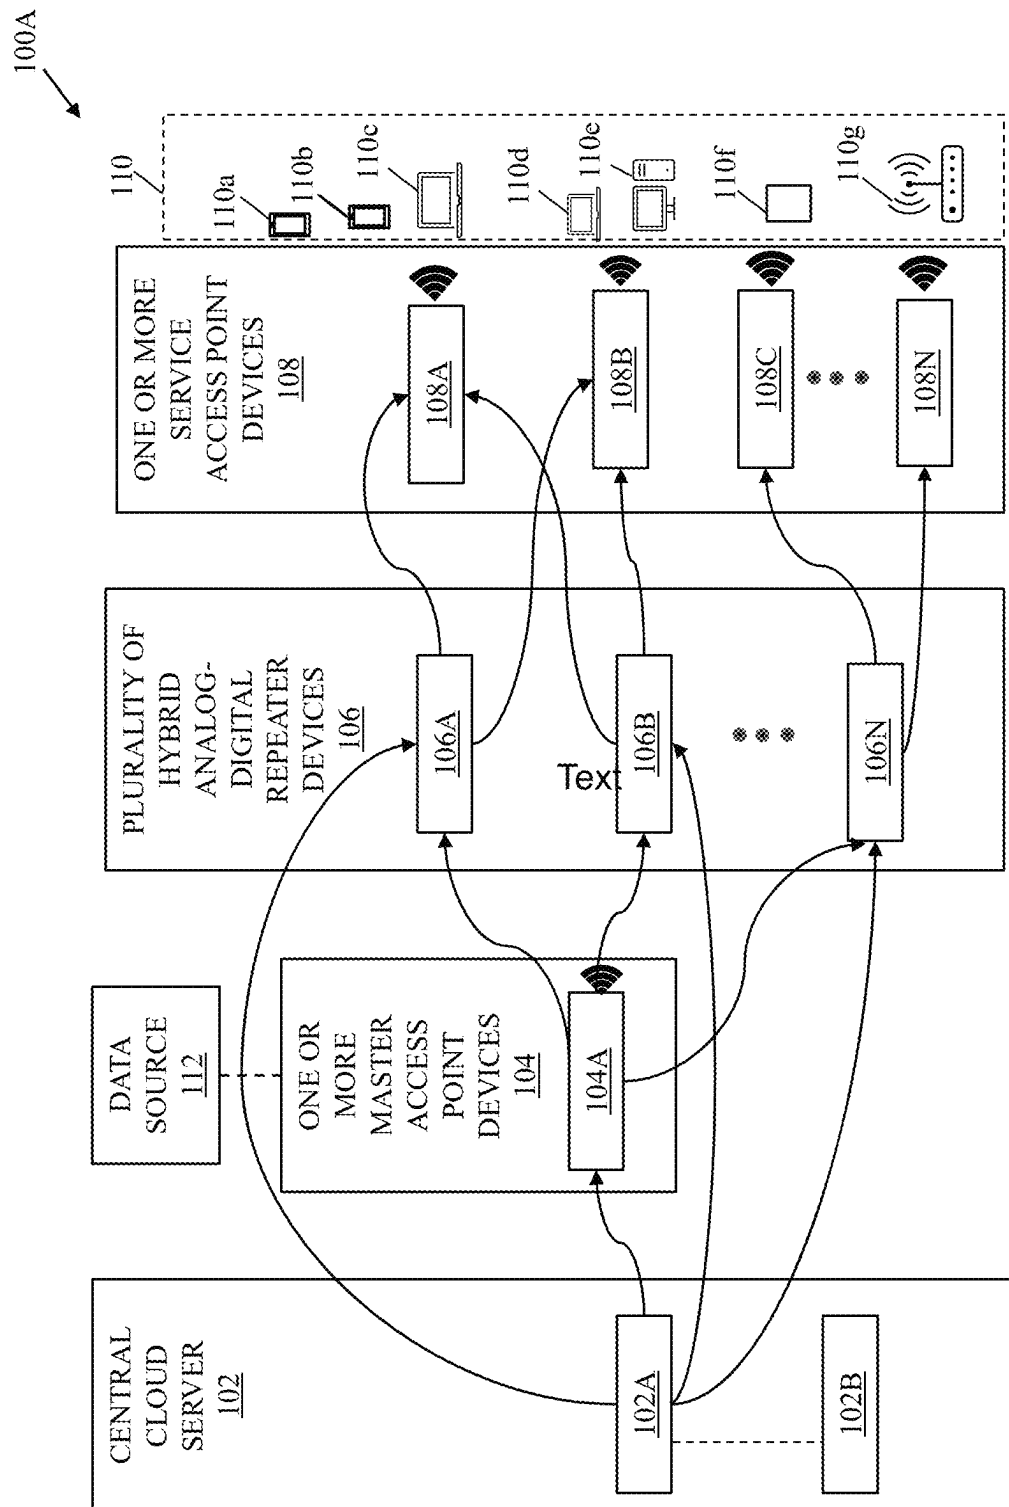 100A
CENTRAL
CLOUD
SERVER
102
102A
102B
DATA
SOURCE
112
ONE OR
MORE
MASTER
ACCESS
POINT
DEVICES
104
104A
PLURALITY OF
HYBRID
ANALOG-
DIGITAL
REPEATER
DEVICES
106
106A
Text
106B
106N
ONE OR MORE
SERVICE
ACCESS POINT
DEVICES
108
108A
108B
108C
108N
110
110a
110b
110c
110d
110e
110f
110g